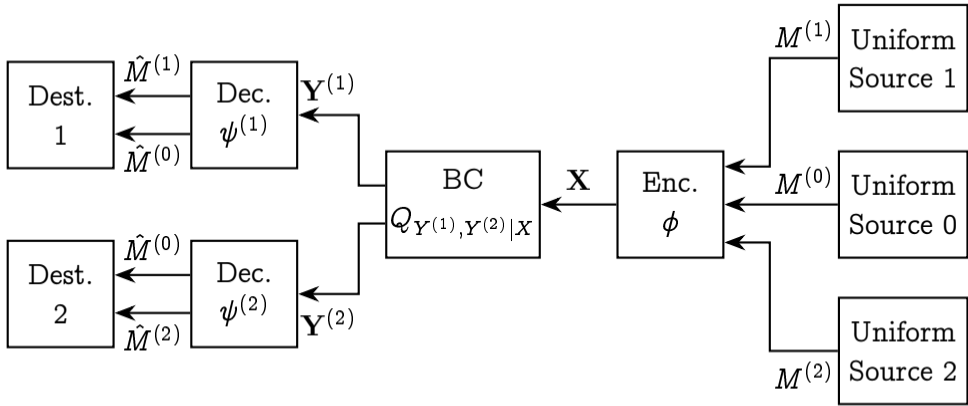 Dest.
1
M̂^{(1)}
M̂^{(0)}
Dec.
ψ^{(1)}
Y^{(1)}
Dest.
2
M̂^{(0)}
M̂^{(2)}
Dec.
ψ^{(2)}
Y^{(2)}
BC
Q_{Y^{(1)},Y^{(2)}|X}
X
Enc.
ϕ
M^{(1)}
Uniform
Source 1
M^{(0)}
Uniform
Source 0
M^{(2)}
Uniform
Source 2